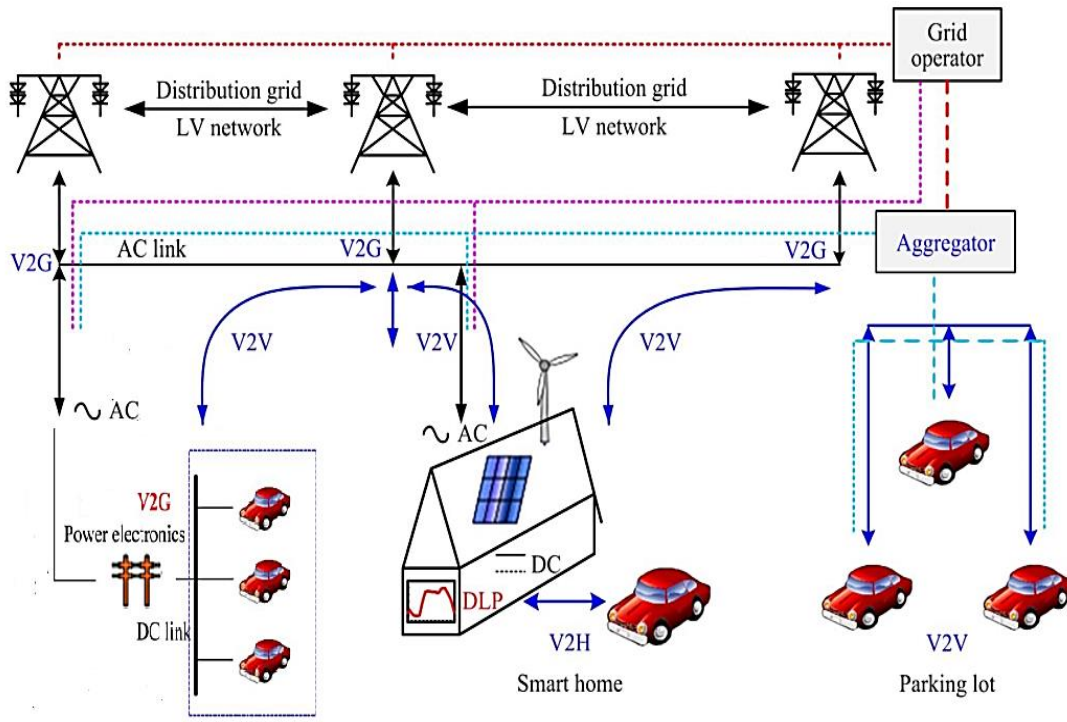 Grid
operator
Distribution grid
LV network
Distribution grid
LV network
V2G
AC link
V2G
V2G
Aggregator
V2V
V2V
V2V
AC
AC
V2G
Power electronics
DC link
DC
DLP
V2H
V2V
Smart home
Parking lot